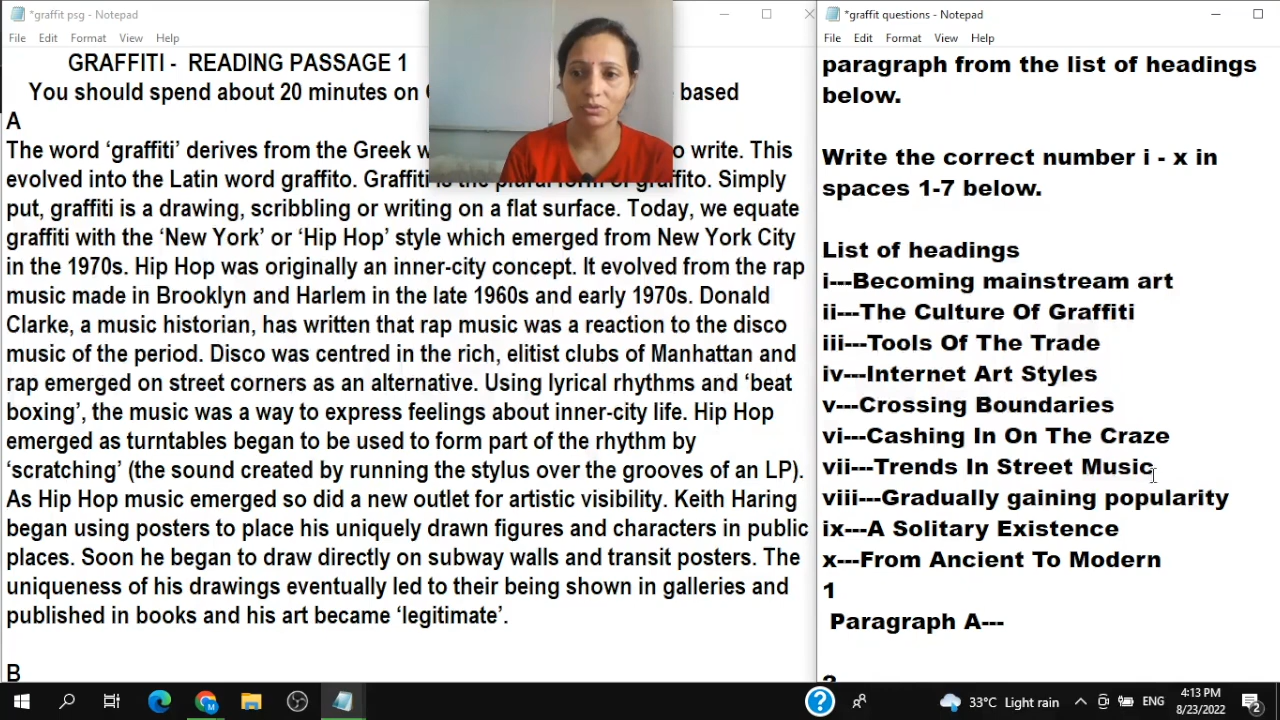 *graffit psg - Notepad
File Edit Format View Help
GRAFFITI - READING PASSAGE 1
You should spend about 20 minutes on based
A
The word ‘graffiti’ derives from the Greek o write. This
evolved into the Latin word graffito. Graffiti is the plural form of graffito. Simply
put, graffiti is a drawing, scribbling or writing on a flat surface. Today, we equate
graffiti with the ‘New York’ or ‘Hip Hop’ style which emerged from New York City
in the 1970s. Hip Hop was originally an inner-city concept. It evolved from the rap
music made in Brooklyn and Harlem in the late 1960s and early 1970s. Donald
Clarke, a music historian, has written that rap music was a reaction to the disco
music of the period. Disco was centred in the rich, elitist clubs of Manhattan and
rap emerged on street corners as an alternative. Using lyrical rhythms and ‘beat
boxing’, the music was a way to express feelings about inner-city life. Hip Hop
emerged as turntables began to be used to form part of the rhythm by
‘scratching’ (the sound created by running the stylus over the grooves of an LP).
As Hip Hop music emerged so did a new outlet for artistic visibility. Keith Haring
began using posters to place his uniquely drawn figures and characters in public
places. Soon he began to draw directly on subway walls and transit posters. The
uniqueness of his drawings eventually led to their being shown in galleries and
published in books and his art became ‘legitimate’.
B
*graffit questions - Notepad
File Edit Format View Help
paragraph from the list of headings
below.
Write the correct number i - x in
spaces 1-7 below.
List of headings
i---Becoming mainstream art
ii---The Culture Of Graffiti
iii---Tools Of The Trade
iv---Internet Art Styles
v---Crossing Boundaries
vi---Cashing In On The Craze
vii---Trends In Street Music
viii---Gradually gaining popularity
ix---A Solitary Existence
x---From Ancient To Modern
1
Paragraph A---
33°C Light rain
ENG
4:13 PM
8/23/2022
2